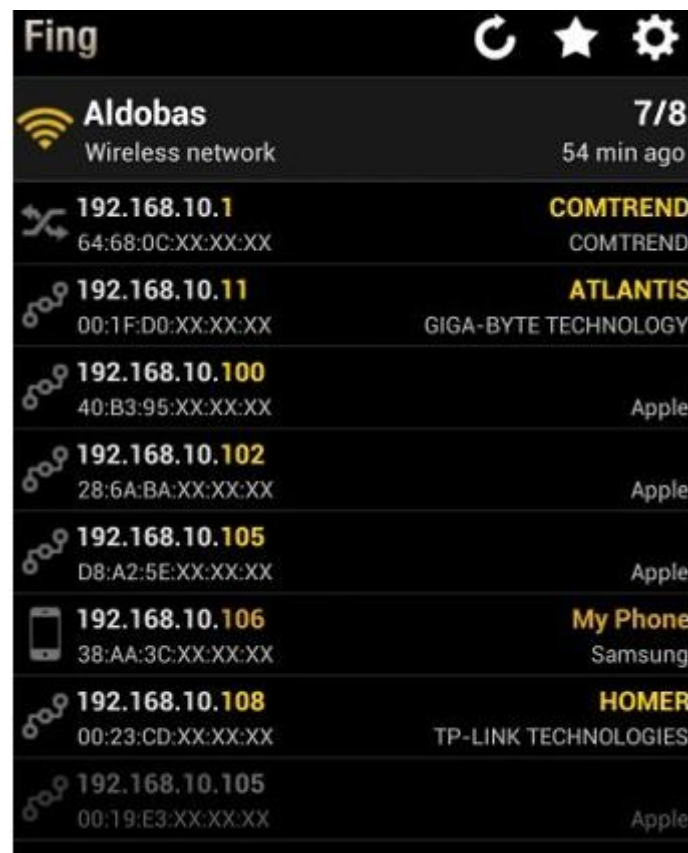 Fing
Aldobas 7/8
Wireless network 54 min ago
192.168.10.1 COMTREND
64:68:0C:XX:XX:XX COMTREND
192.168.10.11 ATLANTIS
00:1F:D0:XX:XX:XX GIGA-BYTE TECHNOLOGY
192.168.10.100
40:B3:95:XX:XX:XX Apple
192.168.10.102
28:6A:BA:XX:XX:XX Apple
192.168.10.105
D8:A2:5E:XX:XX:XX Apple
192.168.10.106 My Phone
38:AA:3C:XX:XX:XX Samsung
192.168.10.108 HOMER
00:23:CD:XX:XX:XX TP-LINK TECHNOLOGIES
192.168.10.105
00:19:E3:XX:XX:XX Apple